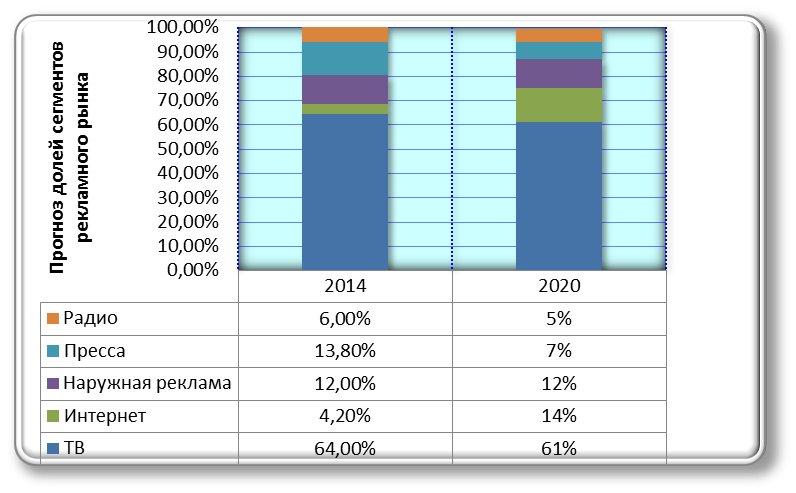 Прогноз долей сегментов
рекламного рынка
100,00%
90,00%
80,00%
70,00%
60,00%
50,00%
40,00%
30,00%
20,00%
10,00%
0,00%
2014 2020
Радио 6,00% 5%
Пресса 13,80% 7%
Наружная реклама 12,00% 12%
Интернет 4,20% 14%
ТВ 64,00% 61%